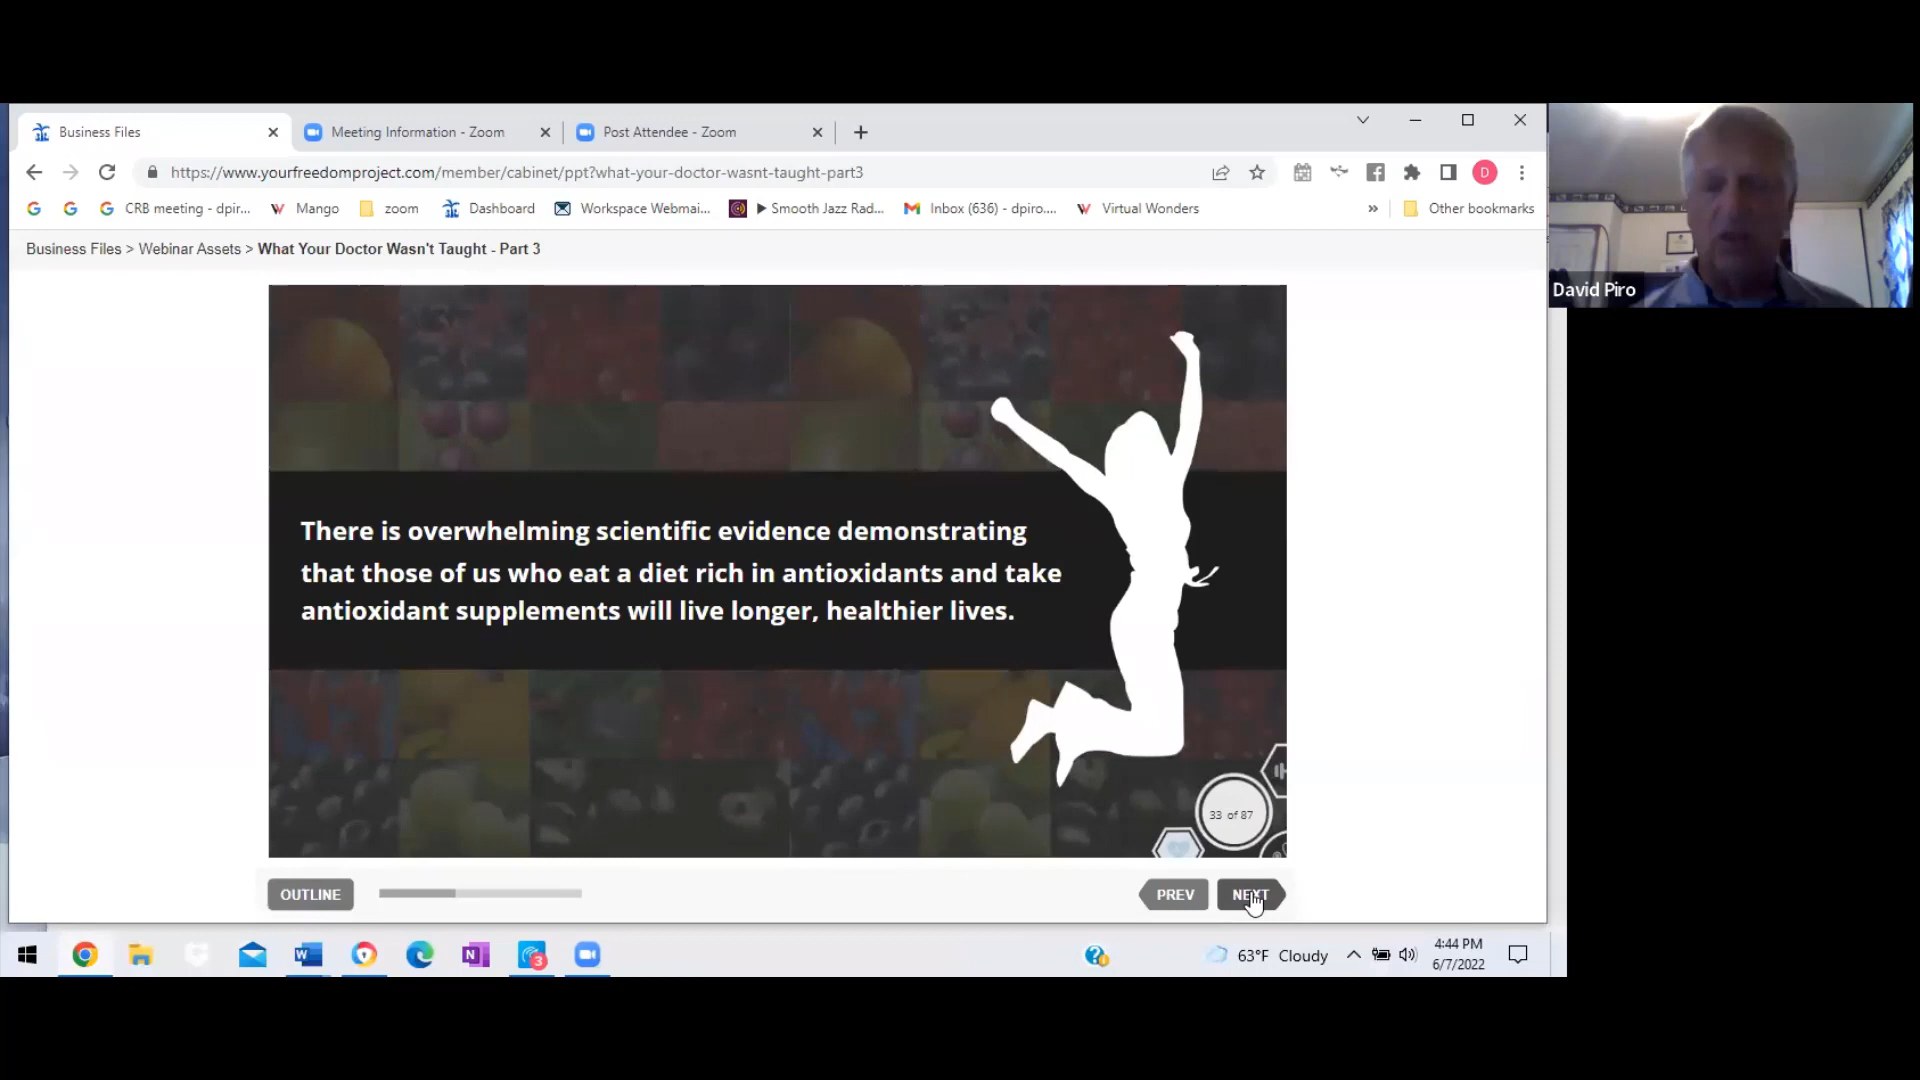 Business Files
Meeting Information - Zoom
Post Attendee - Zoom
https://www.yourfreedomproject.com/member/cabinet/ppt?what-your-doctor-wasnt-taught-part3
D
CRB meeting - dpir...
Mango
zoom
Dashboard
Workspace Webmai...
Smooth Jazz Rad...
Inbox (636) - dpiro....
Virtual Wonders
»
Other bookmarks
Business Files > Webinar Assets > What Your Doctor Wasn't Taught - Part 3
David Piro
There is overwhelming scientific evidence demonstrating
that those of us who eat a diet rich in antioxidants and take
antioxidant supplements will live longer, healthier lives.
33 of 87
OUTLINE
PREV
NEXT
3
63°F Cloudy
4:44 PM
6/7/2022